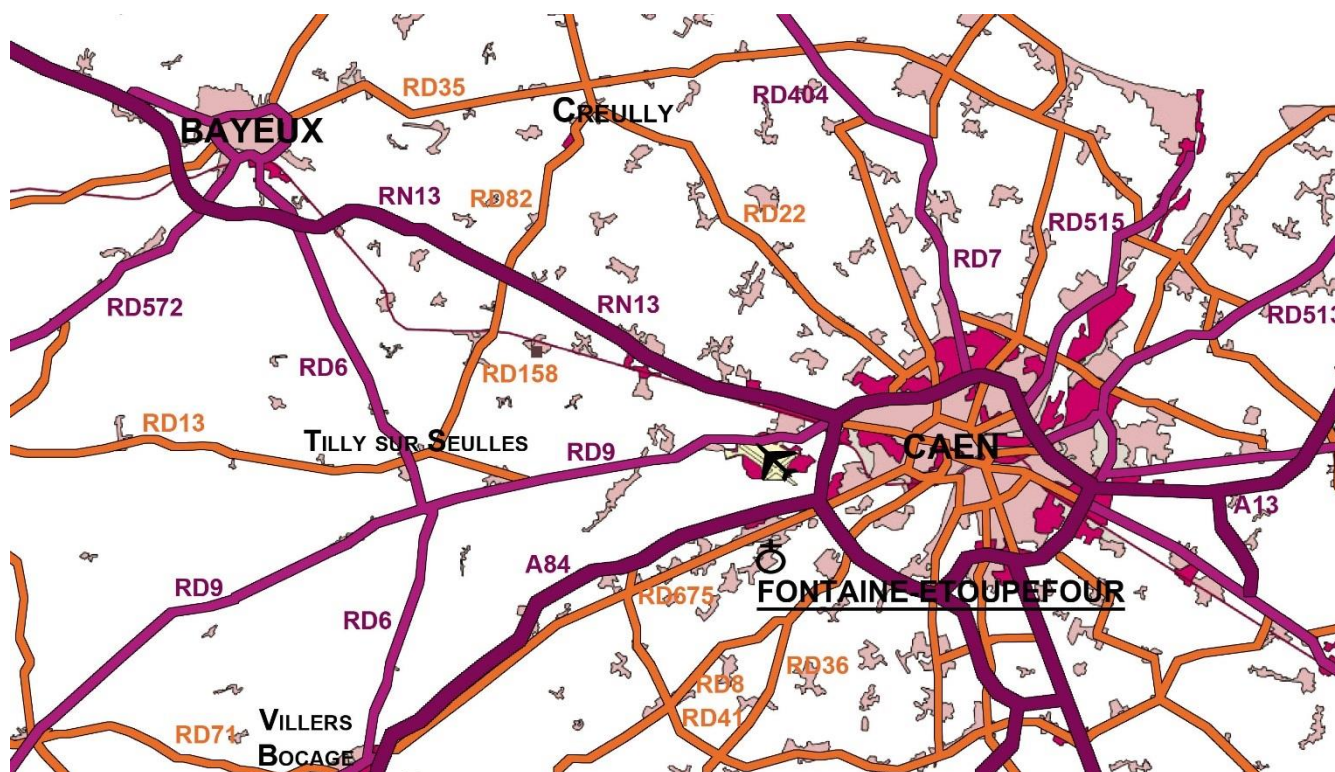 RD35
RD404
CREULLY
BAYEUX
RN13
RD82
RD22
RD515
RD7
RN13
RD572
RD513
RD6
RD158
RD13
TILLY SUR SEULLES
RD9
CAEN
A13
A84
RD9
RD675
FONTAINE-ETOUPEFOUR
RD6
RD36
RD8
RD41
VILLERS
BOCAGE
RD71